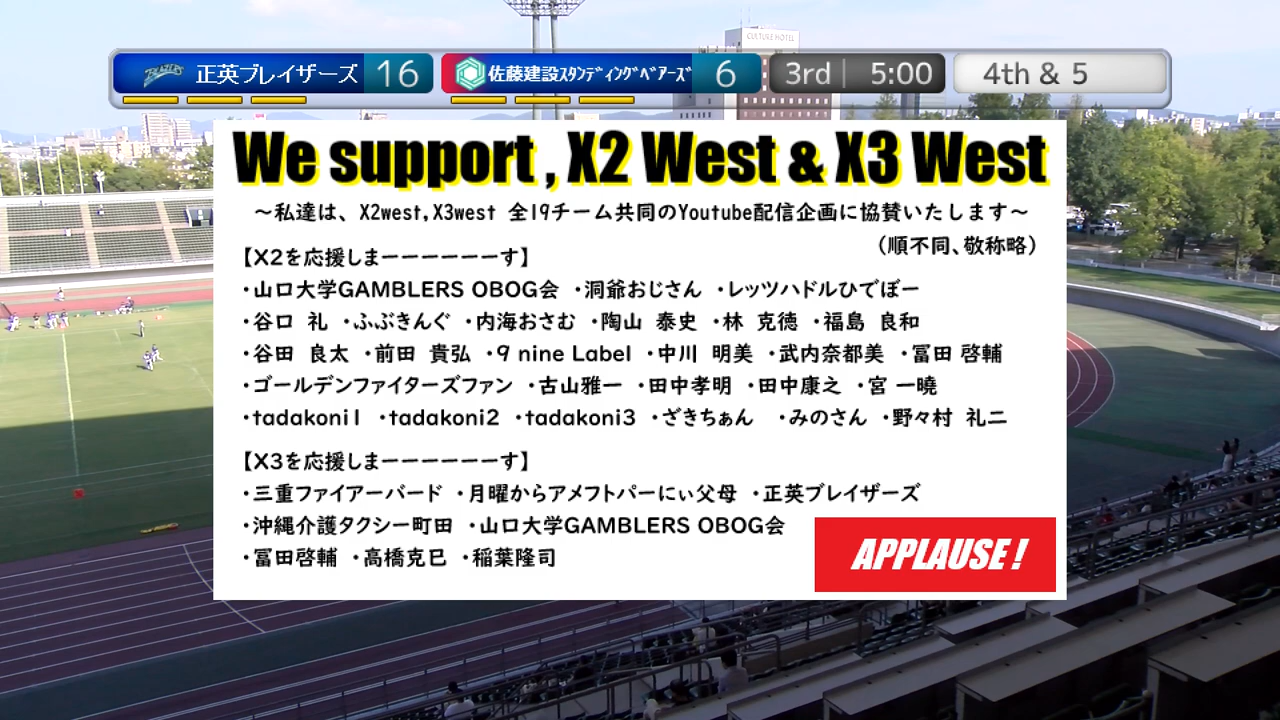 CULTURE HOTEL
正英ブレイザーズ 16 佐藤建設ｽﾀﾝﾃﾞｨﾝｸﾞﾍﾞｱｰｽﾞ 6 3rd 5:00 4th & 5
We support , X2 West & X3 West
～私達は、X2west,X3west 全19チーム共同のYoutube配信企画に協賛いたします～
（順不同、敬称略）
【X2を応援しまーーーーーーす】
・山口大学GAMBLERS OBOG会 ・洞爺おじさん ・レッツハドルひでぼー
・谷口 礼 ・ふぶきんぐ ・内海おさむ ・陶山 泰史 ・林 克徳 ・福島 良和
・谷田 良太 ・前田 貴弘 ・9 nine Label ・中川 明美 ・武内奈都美 ・冨田 啓輔
・ゴールデンファイターズファン ・古山雅一 ・田中孝明 ・田中康之 ・宮 一曉
・tadakoni1 ・tadakoni2 ・tadakoni3 ・ざきちぁん ・みのさん ・野々村 礼二
【X3を応援しまーーーーーーす】
・三重ファイアーバード ・月曜からアメフトパーにぃ父母 ・正英ブレイザーズ
・沖縄介護タクシー町田 ・山口大学GAMBLERS OBOG会
・冨田啓輔 ・高橋克巳 ・稲葉隆司
APPLAUSE !